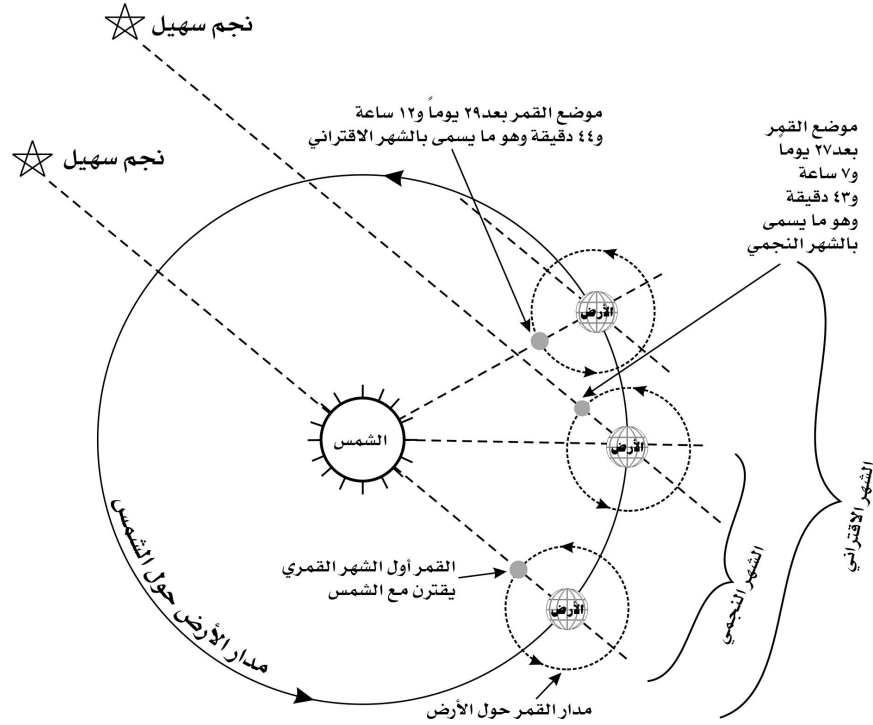 نجم سهيل
نجم سهيل
موضع القمر بعد٢٩ يوماً و١٢ ساعة
و٤٤ دقيقة وهو ما يسمى بالشهر الاقتراني
موضع القمر
بعد٢٧ يوماً
و٧ ساعة
و٤٣ دقيقة
وهو ما يسمى
بالشهر النجمي
الأرض
الأرض
الشمس
الأرض
القمر أول الشهر القمري
يقترن مع الشمس
مدار الأرض حول الشمس
مدار القمر حول الأرض
الشهر النجمي
الشهر الاقتراني